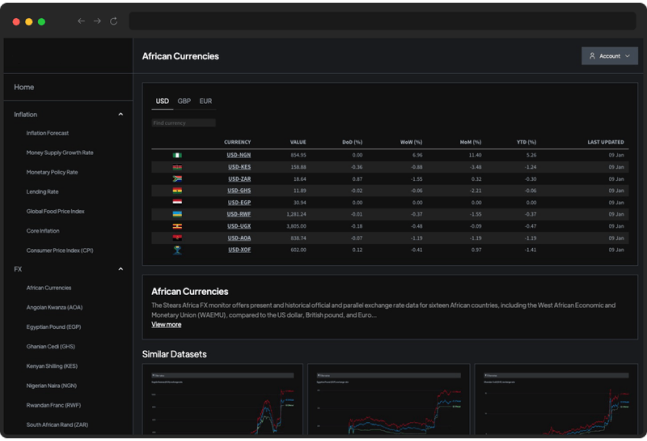 African Currencies
Account
Home
USD GBP EUR
Inflation
Find currency
Inflation Forecast
CURRENCY VALUE DoD (%) WoW (%) MoM (%) YTD (%) LAST UPDATED
Money Supply Growth Rate
USD-NGN 894.95 0.00 6.96 11.40 5.26 09 Jan
USD-KES 158.88 -0.36 -0.88 -3.48 -1.24 09 Jan
Monetary Policy Rate
USD-ZAR 18.64 0.87 -1.55 0.32 -0.30 09 Jan
Lending Rate
USD-GHS 11.89 -0.02 -0.06 -2.21 -0.06 09 Jan
USD-EGP 30.94 0.00 0.00 0.00 0.00 09 Jan
Global Food Price Index
USD-RWF 1,281.24 -0.01 -0.37 -1.55 -0.37 09 Jan
USD-UGX 3,805.00 0.18 -0.40 -0.09 -0.47 09 Jan
Core Inflation
USD-AOA 838.74 -0.07 -1.19 -1.19 -1.19 09 Jan
USD-XOF 602.00 0.12 -0.41 0.97 -1.41 09 Jan
Consumer Price Index (CPI)
FX
African Currencies
African Currencies
The Stears Africa FX monitor offers present and historical official and parallel exchange rate data for sixteen African countries, including the West African Economic and
Monetary Union (WAEMU), compared to the US dollar, British pound, and Euro...
View more
Angolan Kwanza (AOA)
Egyptian Pound (EGP)
Ghanian Cedi (GHS)
Similar Datasets
Kenyan Shilling (KES)
Nigerian Naira (NGN)
Rwandan Franc (RWF)
South African Rand (ZAR)